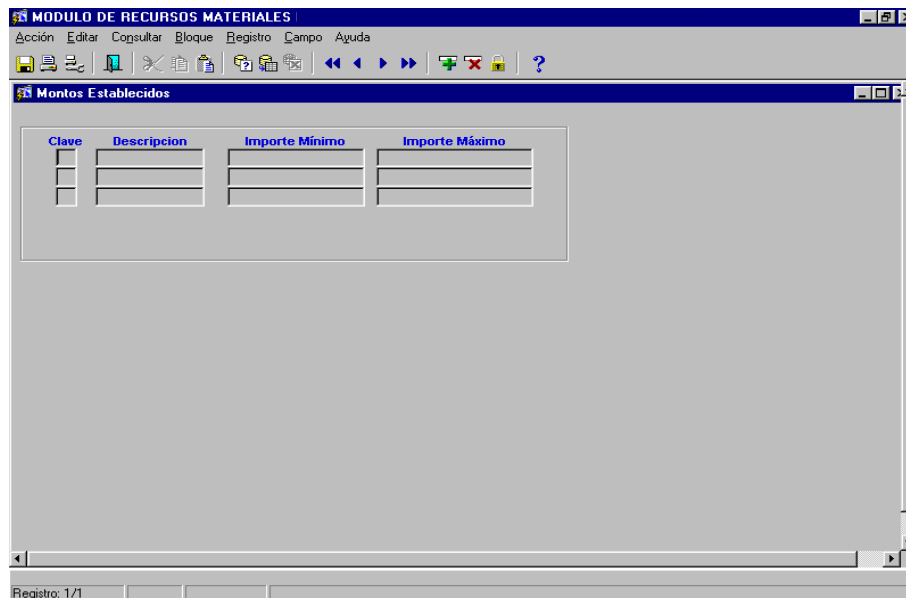 MODULO DE RECURSOS MATERIALES
Acción Editar Consultar Bloque Registro Campo Ayuda
?
Montos Establecidos
Clave Descripcion Importe Mínimo Importe Máximo
Registro: 1/1